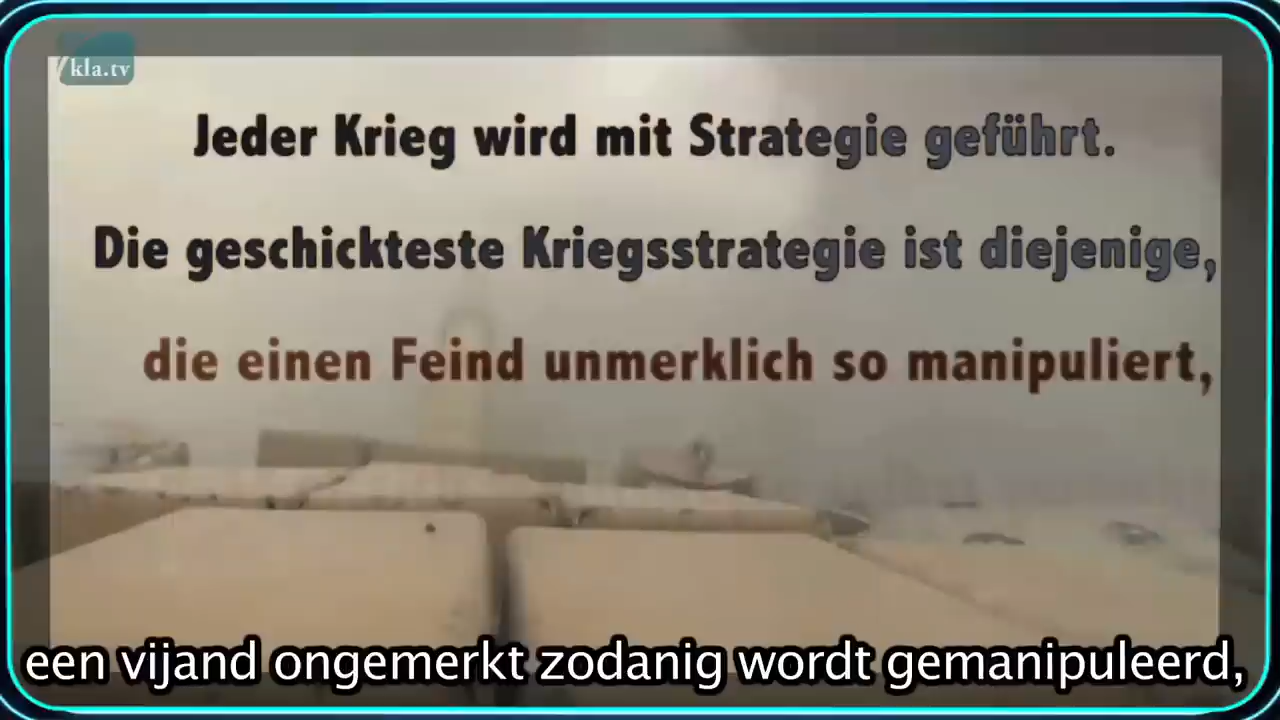 kla.tv
Jeder Krieg wird mit Strategie geführt.
Die geschickteste Kriegsstrategie ist diejenige,
die einen Feind unmerklich so manipuliert,
een vijand ongemerkt zodanig wordt gemanipuleerd,